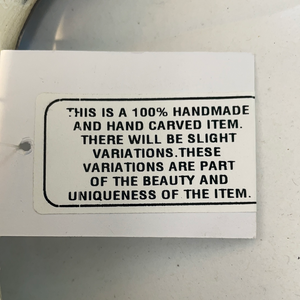 THIS IS A 100% HANDMADE
AND HAND CARVED ITEM.
THERE WILL BE SLIGHT
VARIATIONS.THESE
VARIATIONS ARE PART
OF THE BEAUTY AND
UNIQUENESS OF THE ITEM.